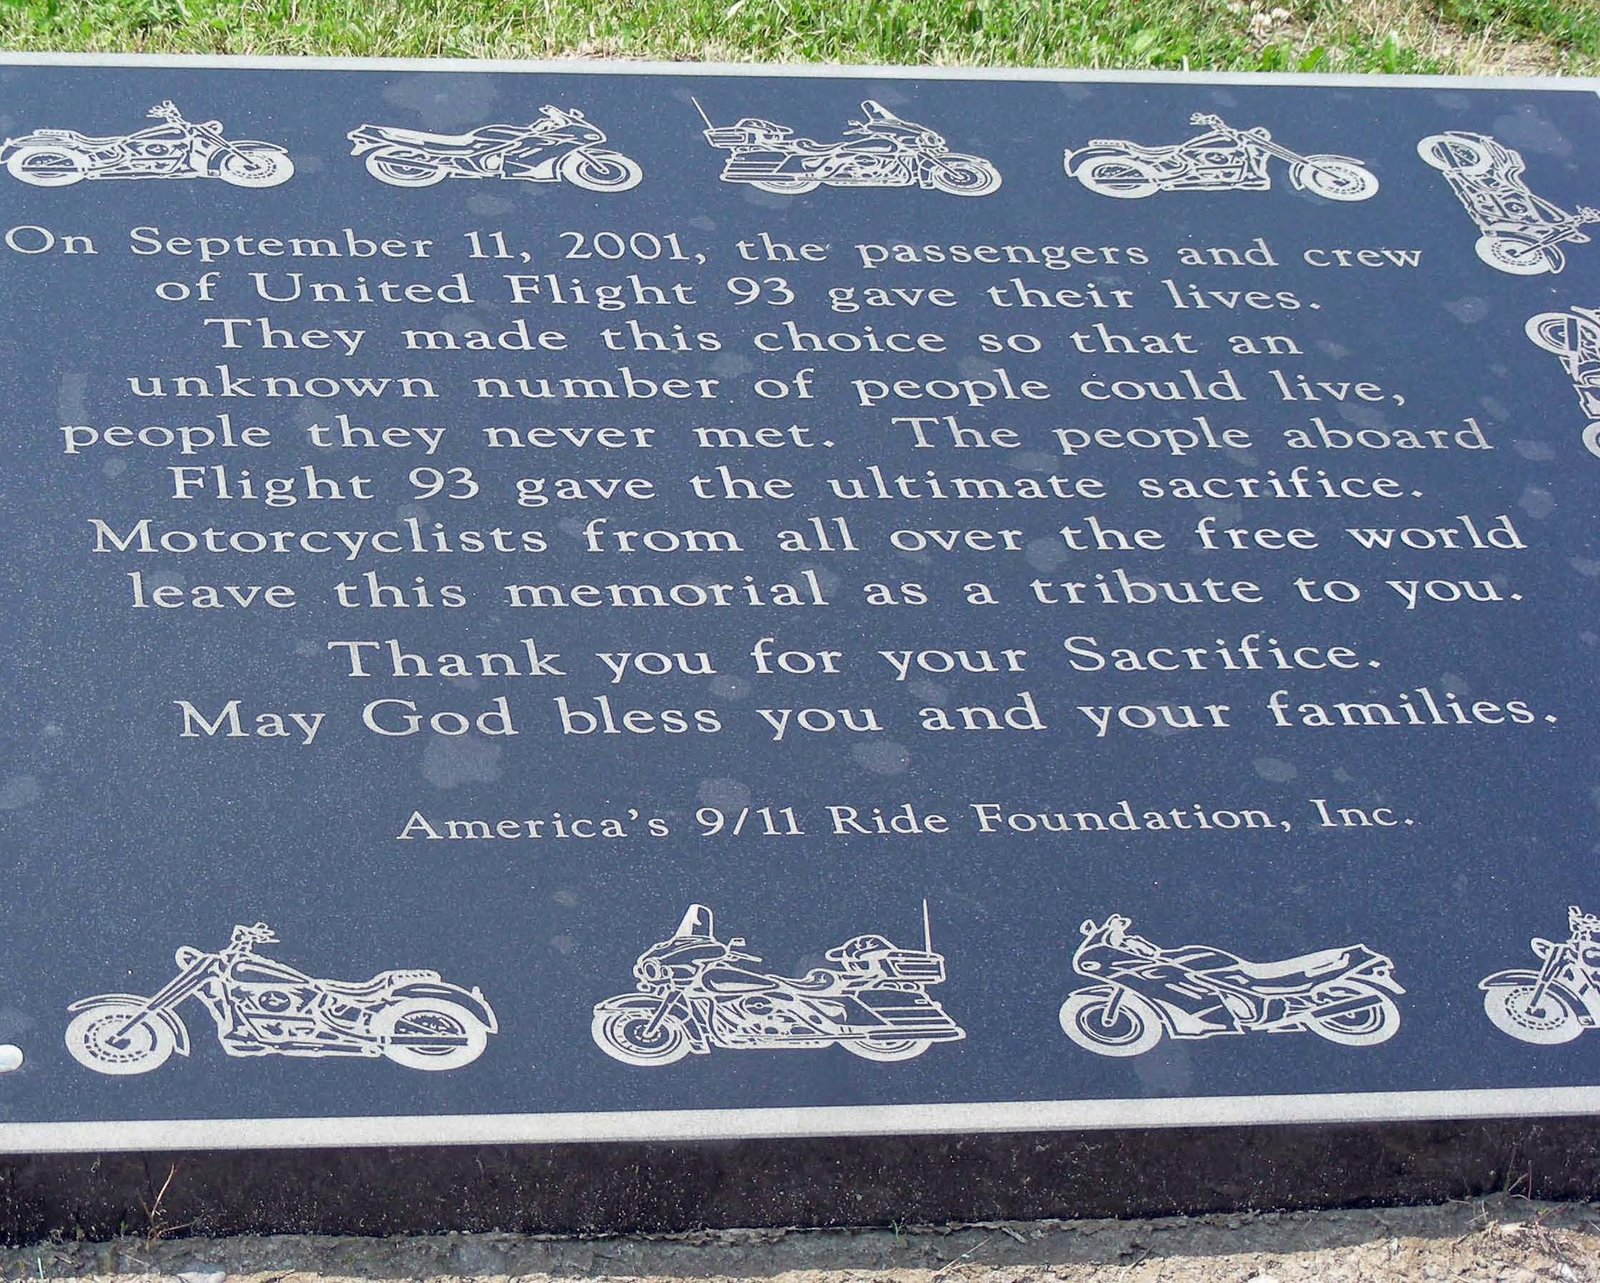 On September 11, 2001, the passengers and crew
of United Flight 93 gave their lives.
They made this choice so that an
unknown number of people could live,
people they never met. The people aboard
Flight 93 gave the ultimate sacrifice.
Motorcyclists from all over the free world
leave this memorial as a tribute to you.
Thank you for your Sacrifice.
May God bless you and your families.
America's 9/11 Ride Foundation, Inc.